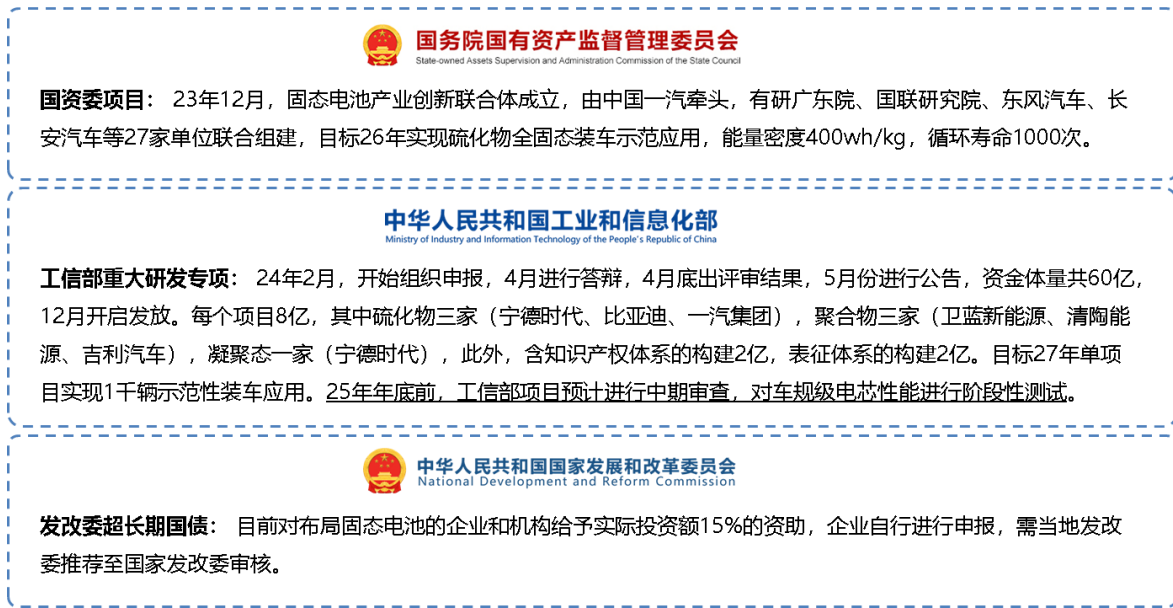 国务院国有资产监督管理委员会
State-owned Assets Supervision and Administration Commission of the State Council
国资委项目： 23年12月，固态电池产业创新联合体成立，由中国一汽牵头，有研广东院、国联研究院、东风汽车、长
安汽车等27家单位联合组建，目标26年实现硫化物全固态装车示范应用，能量密度400wh/kg，循环寿命1000次。
中华人民共和国工业和信息化部
Ministry of Industry and Information Technology of the People's Republic of China
工信部重大研发专项： 24年2月，开始组织申报，4月进行答辩，4月底出评审结果，5月份进行公告，资金体量共60亿，
12月开启发放。每个项目8亿，其中硫化物三家（宁德时代、比亚迪、一汽集团），聚合物三家（卫蓝新能源、清陶能
源、吉利汽车），凝聚态一家（宁德时代），此外，含知识产权体系的构建2亿，表征体系的构建2亿。目标27年单项
目实现1千辆示范性装车应用。25年年底前，工信部项目预计进行中期审查，对车规级电芯性能进行阶段性测试。
中华人民共和国国家发展和改革委员会
National Development and Reform Commission
发改委超长期国债： 目前对布局固态电池的企业和机构给予实际投资额15%的资助，企业自行进行申报，需当地发改
委推荐至国家发改委审核。